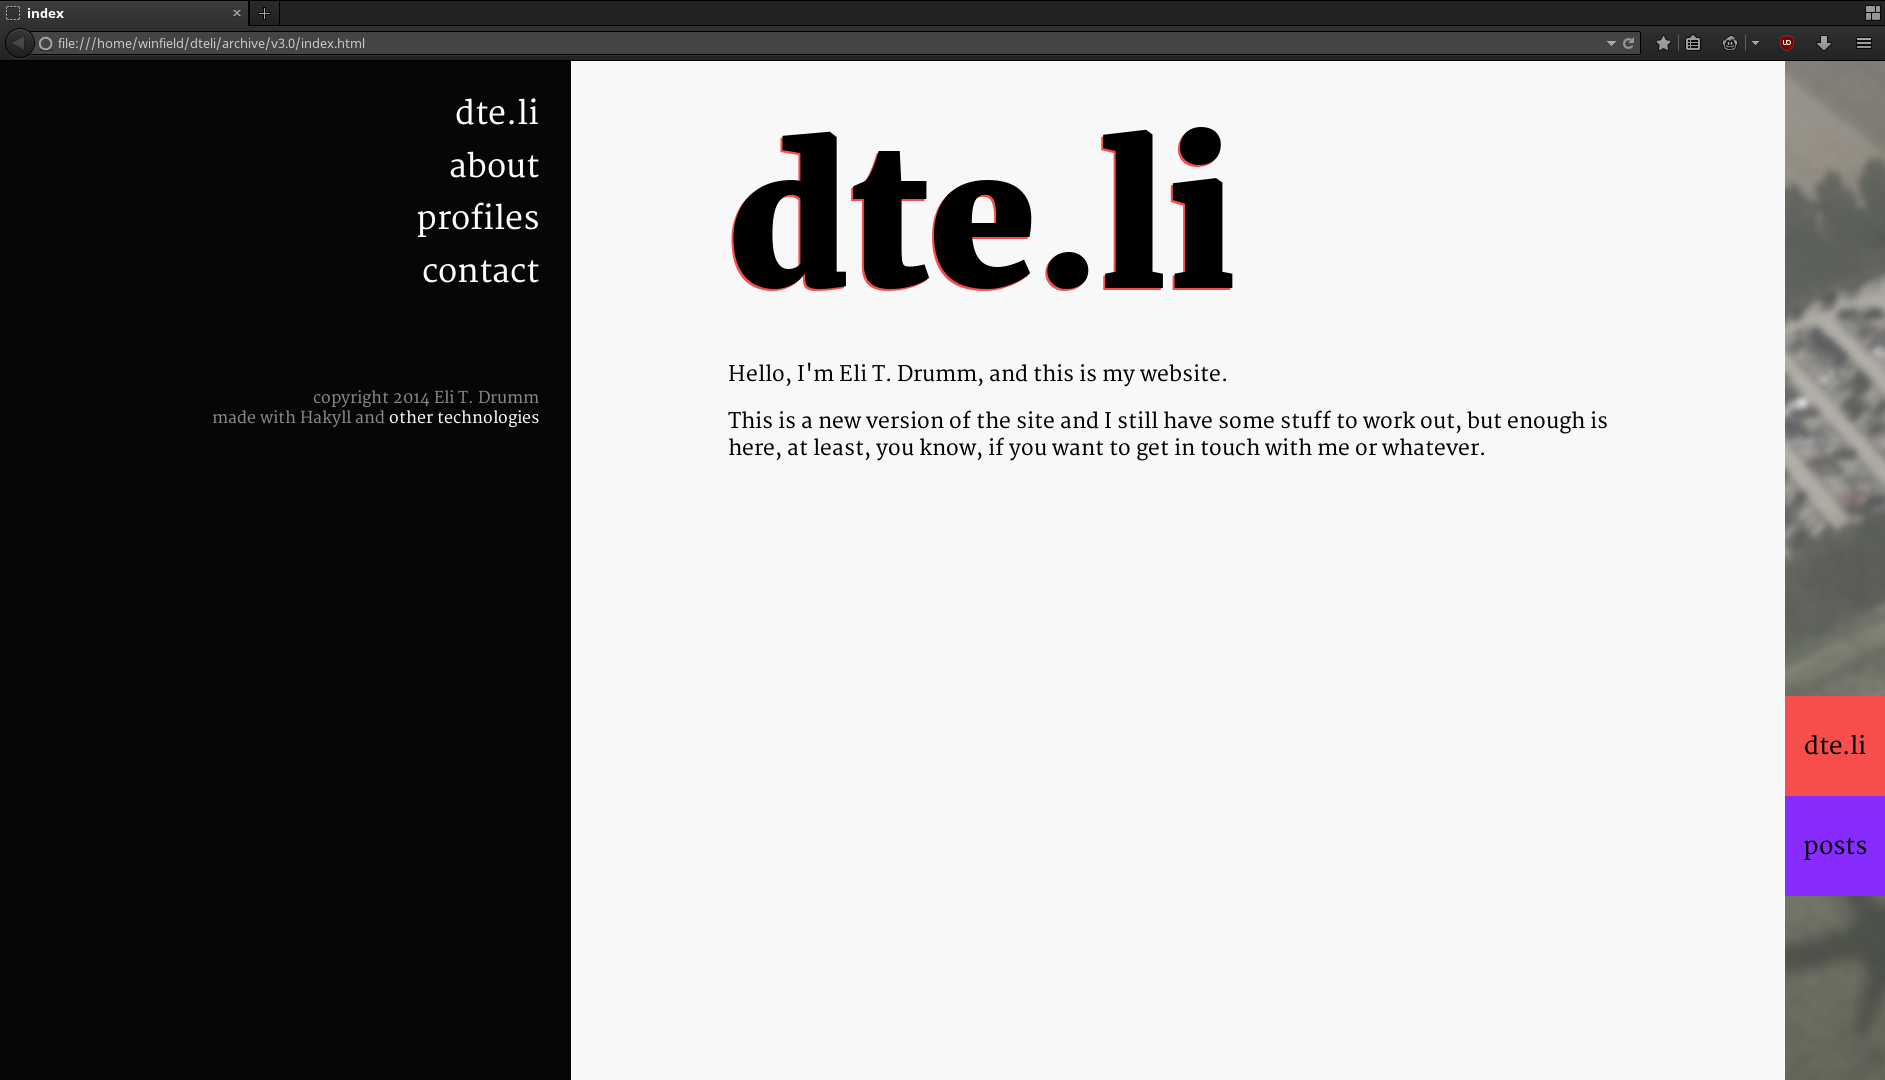 index
file:///home/winfield/dteli/archive/v3.0/index.html
dte.li
about
profiles
contact
copyright 2014 Eli T. Drumm
made with Hakyll and other technologies
dte.li
Hello, I'm Eli T. Drumm, and this is my website.
This is a new version of the site and I still have some stuff to work out, but enough is
here, at least, you know, if you want to get in touch with me or whatever.
dte.li
posts